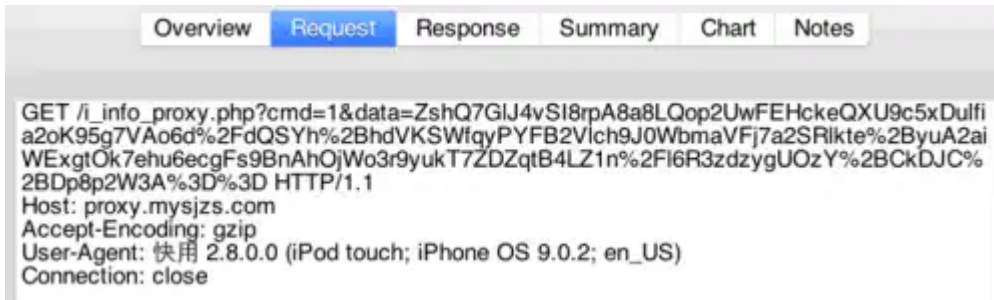 Overview Request Response Summary Chart Notes
GET /i_info_proxy.php?cmd=1&data=ZshQ7GIJ4vSI8rpA8a8LQop2UwFEHckeQXU9c5xDulfi
a2oK95g7VAo6d%2FdQSYh%2BhdVKSWfqyPYFB2VIch9J0WbmaVFj7a2SRlkte%2ByuA2ai
WExgtOk7ehu6ecgFs9BnAhOjWo3r9yukT7ZDZqtB4LZ1n%2Fl6R3zdzygUOzY%2BCkDJC%
2BDp8p2W3A%3D%3D HTTP/1.1
Host: proxy.mysjzs.com
Accept-Encoding: gzip
User-Agent: 快用 2.8.0.0 (iPod touch; iPhone OS 9.0.2; en_US)
Connection: close